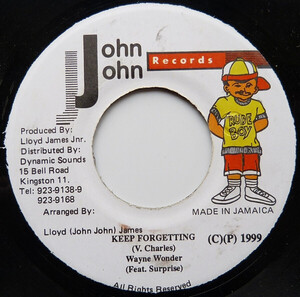 John
John
Records
RUDE
BOY
Produced By:
Lloyd James Jnr.
Distributed By:
Dynamic Sounds
15 Bell Road
Kingston 11.
Tel: 923-9138-9
923-9168
Arranged By:
MADE IN JAMAICA
Lloyd (John John) James
KEEP FORGETTING
(C)(P) 1999
(V. Charles)
Wayne Wonder
(Feat. Surprise)
All Rights Reserved